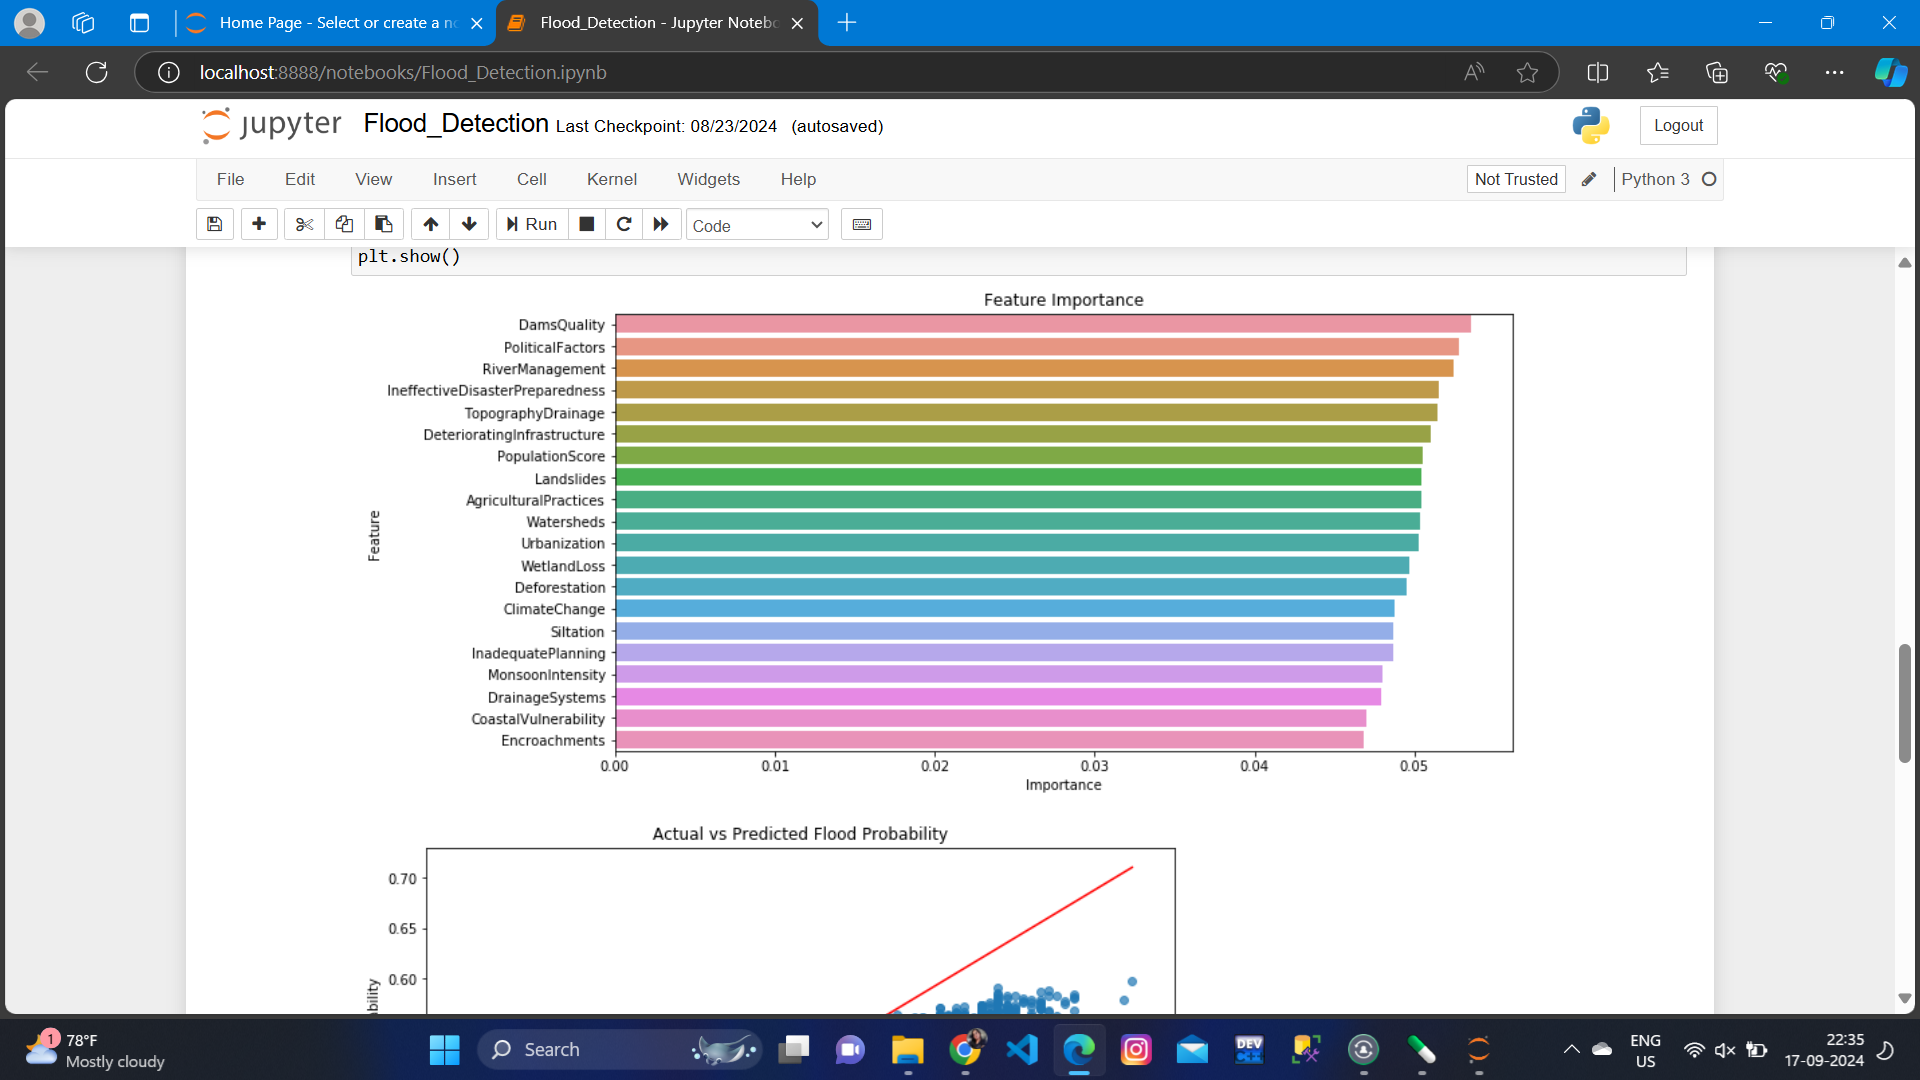 Home Page - Select or create a n
Flood_Detection - Jupyter Noteb
localhost:8888/notebooks/Flood_Detection.ipynb
jupyter Flood_Detection Last Checkpoint: 08/23/2024 (autosaved)
Logout
File Edit View Insert Cell Kernel Widgets Help
Not Trusted
Python 3
Run
Code
plt.show()
Feature Importance
DamsQuality
PoliticalFactors
RiverManagement
IneffectiveDisasterPreparedness
TopographyDrainage
DeterioratingInfrastructure
PopulationScore
Landslides
AgriculturalPractices
Watersheds
Urbanization
WetlandLoss
Deforestation
ClimateChange
Siltation
InadequatePlanning
MonsoonIntensity
DrainageSystems
CoastalVulnerability
Encroachments
Feature
0.00 0.01 0.02 0.03 0.04 0.05
Importance
Actual vs Predicted Flood Probability
0.70
0.65
0.60
bility
1
78°F
Mostly cloudy
Search
DEV
C++
ENG
US
22:35
17-09-2024